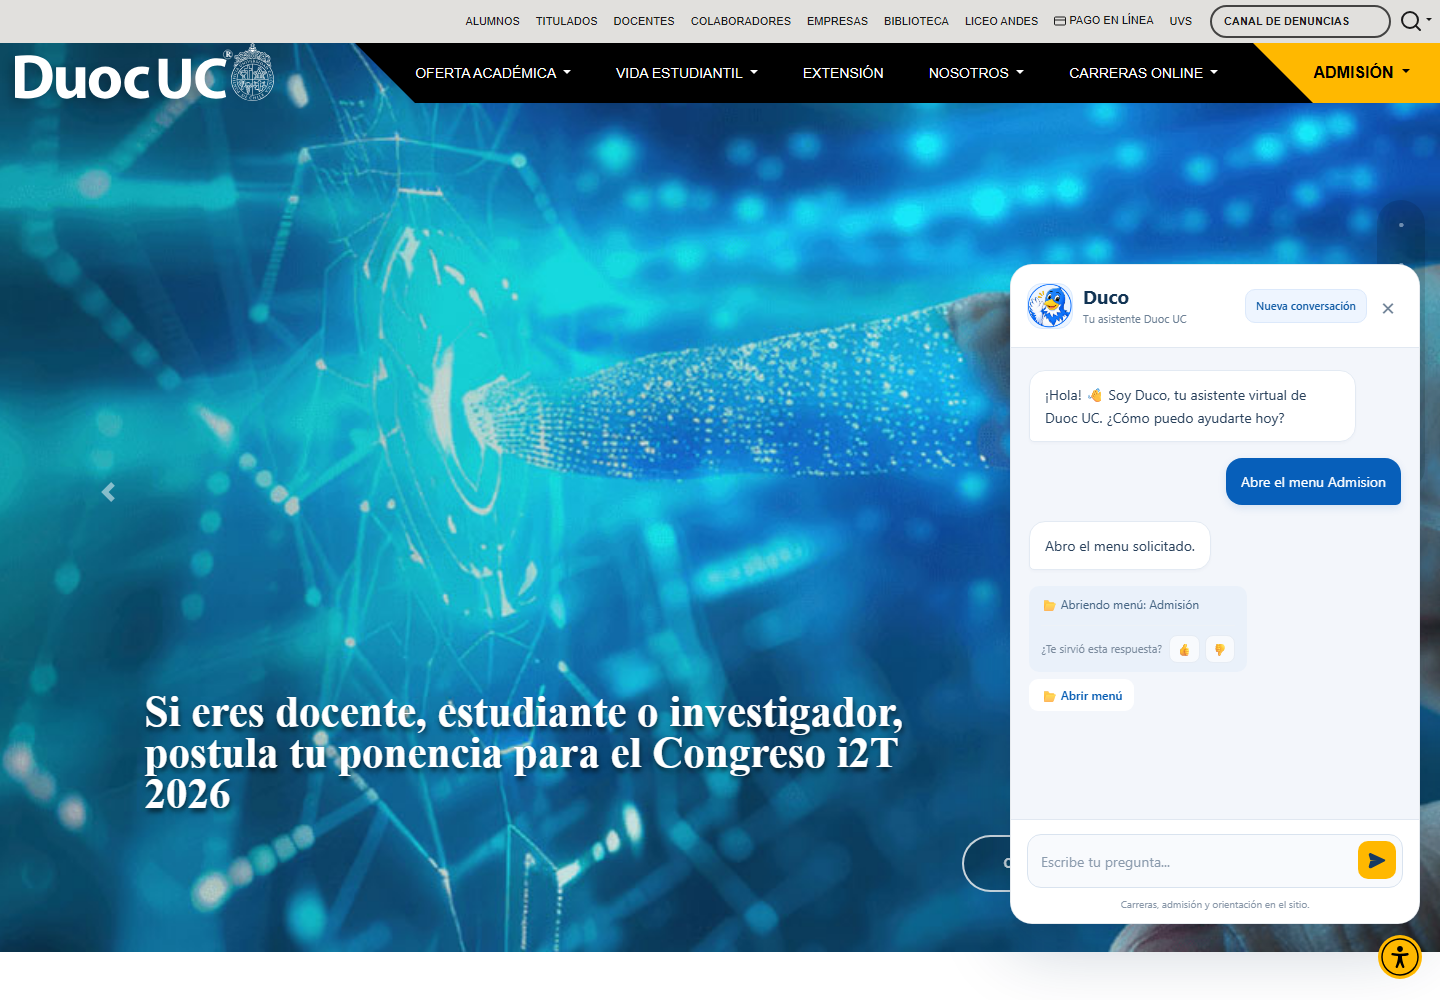 ALUMNOS TITULADOS DOCENTES COLABORADORES EMPRESAS BIBLIOTECA LICEO ANDES PAGO EN LÍNEA UVS CANAL DE DENUNCIAS
Duoc UC®
OFERTA ACADÉMICA VIDA ESTUDIANTIL EXTENSIÓN NOSOTROS CARRERAS ONLINE ADMISIÓN
Si eres docente, estudiante o investigador,
postula tu ponencia para el Congreso i2T
2026
Duco
Tu asistente Duoc UC
Nueva conversación
¡Hola! 👋 Soy Duco, tu asistente virtual de
Duoc UC. ¿Cómo puedo ayudarte hoy?
Abre el menu Admision
Abro el menu solicitado.
📂 Abriendo menú: Admisión
¿Te sirvió esta respuesta? 👍 👎
📂 Abrir menú
Escribe tu pregunta...
Carreras, admisión y orientación en el sitio.